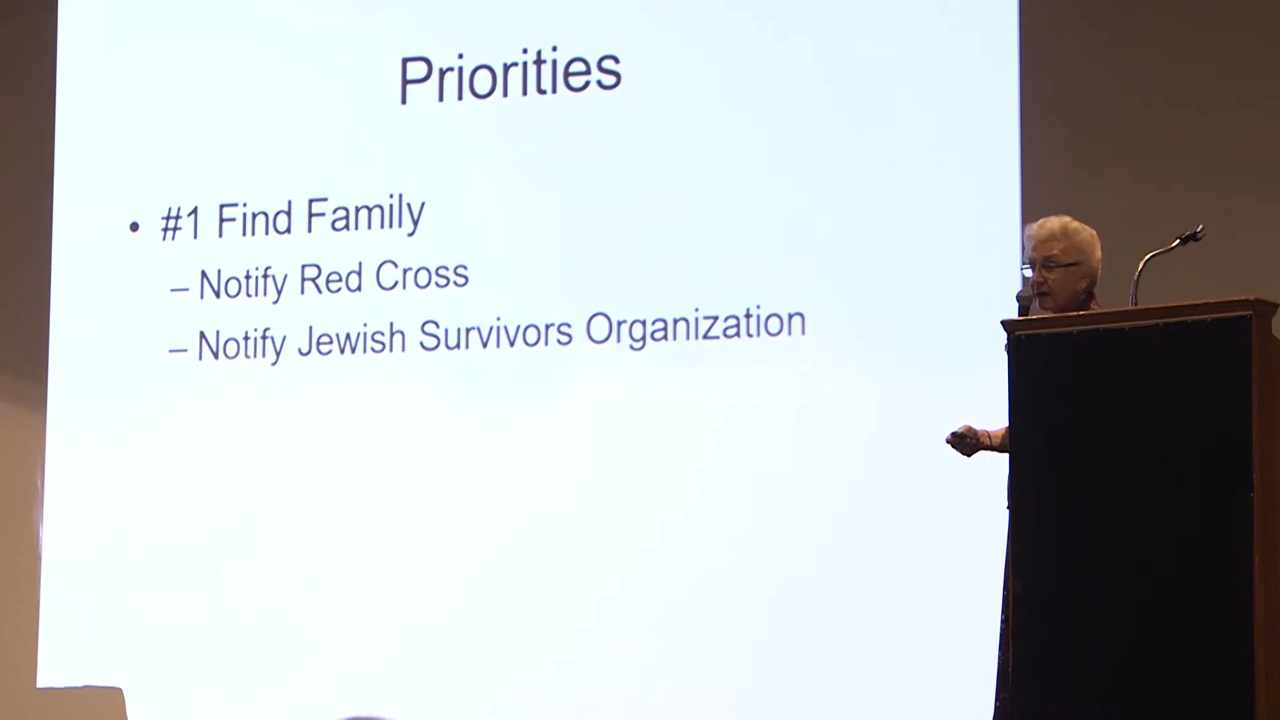 Priorities
• #1 Find Family
– Notify Red Cross
– Notify Jewish Survivors Organization